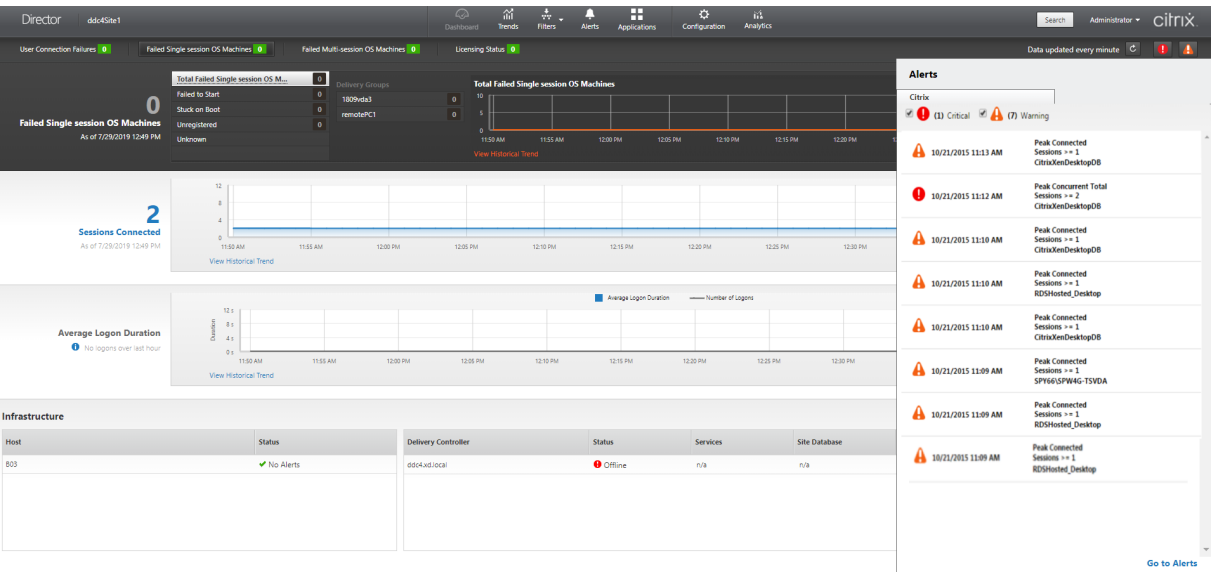 Director ddc4Site1 Dashboard Trends Filters Alerts Applications Configuration Analytics Search Administrator citrix
User Connection Failures 0 Failed Single session OS Machines 0 Failed Multi-session OS Machines 0 Licensing Status 0 Data updated every minute
0
Failed Single session OS Machines
As of 7/29/2019 12:49 PM
Total Failed Single session OS M... 0
Failed to Start 0
Stuck on Boot 0
Unregistered 0
Unknown
Delivery Groups
1809vda3 0
remotePC1 0
Total Failed Single session OS Machines
10
5
0
11:50 AM 11:55 AM 12:00 PM 12:05 PM 12:10 PM 12:15 PM 12:20 PM
View Historical Trend
2
Sessions Connected
As of 7/29/2019 12:49 PM
12
8
4
0
11:50 AM 11:55 AM 12:00 PM 12:05 PM 12:10 PM 12:15 PM 12:20 PM 12:25 PM 12:30 PM
View Historical Trend
Average Logon Duration
No logons over last hour
Average Logon Duration Number of Logons
Duration
12 s
8 s
4 s
0 s
11:50 AM 11:55 AM 12:00 PM 12:05 PM 12:10 PM 12:15 PM 12:20 PM 12:25 PM 12:30 PM
View Historical Trend
Infrastructure
Host Status
B03 No Alerts
Delivery Controller Status Services Site Database
ddc4.xd.local Offline n/a n/a
Alerts
Citrix
(1) Critical (7) Warning
10/21/2015 11:13 AM
Peak Connected
Sessions >= 1
CitrixXenDesktopDB
10/21/2015 11:12 AM
Peak Concurrent Total
Sessions >= 2
CitrixXenDesktopDB
10/21/2015 11:10 AM
Peak Connected
Sessions >= 1
CitrixXenDesktopDB
10/21/2015 11:10 AM
Peak Connected
Sessions >= 1
RDSHosted_Desktop
10/21/2015 11:10 AM
Peak Connected
Sessions >= 1
CitrixXenDesktopDB
10/21/2015 11:09 AM
Peak Connected
Sessions >= 1
SPY66\SPW4G-TSVDA
10/21/2015 11:09 AM
Peak Connected
Sessions >= 1
RDSHosted_Desktop
10/21/2015 11:09 AM
Peak Connected
Sessions >= 1
RDSHosted_Desktop
Go to Alerts